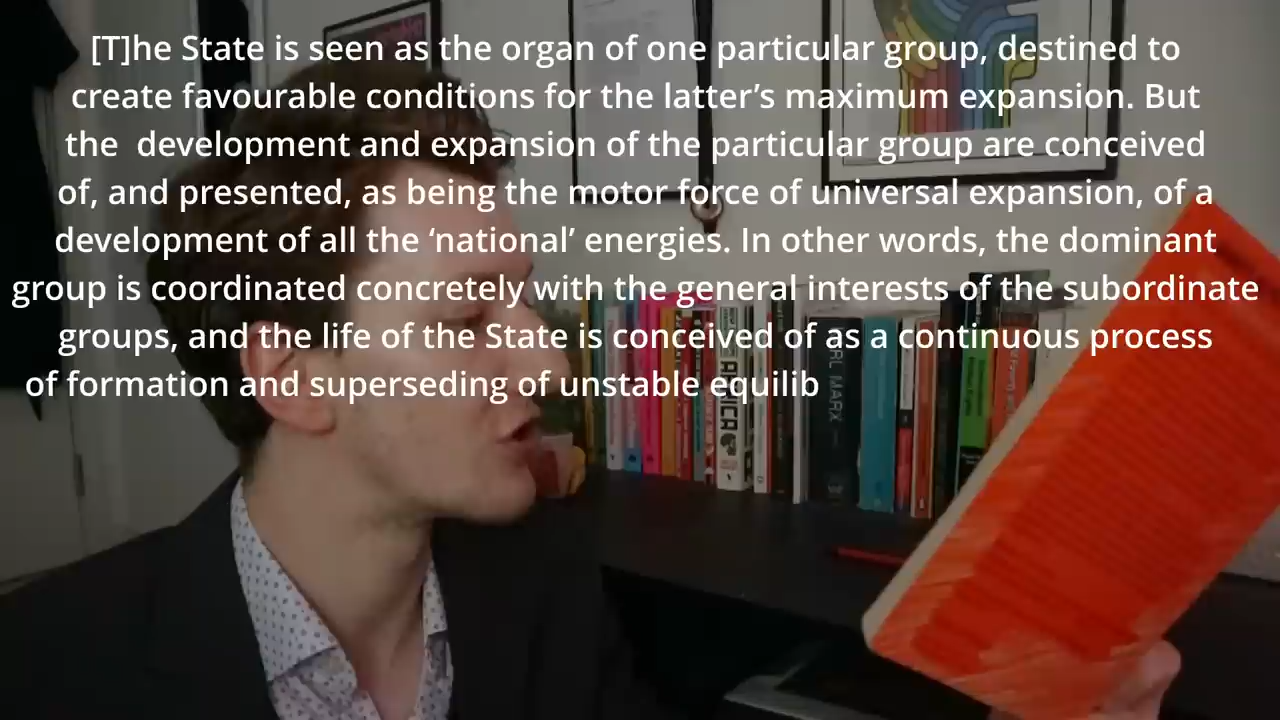 [T]he State is seen as the organ of one particular group, destined to
create favourable conditions for the latter’s maximum expansion. But
the  development and expansion of the particular group are conceived
of, and presented, as being the motor force of universal expansion, of a
development of all the ‘national’ energies. In other words, the dominant
group is coordinated concretely with the general interests of the subordinate
groups, and the life of the State is conceived of as a continuous process
of formation and superseding of unstable equilib
AFRICA
KARL MARX